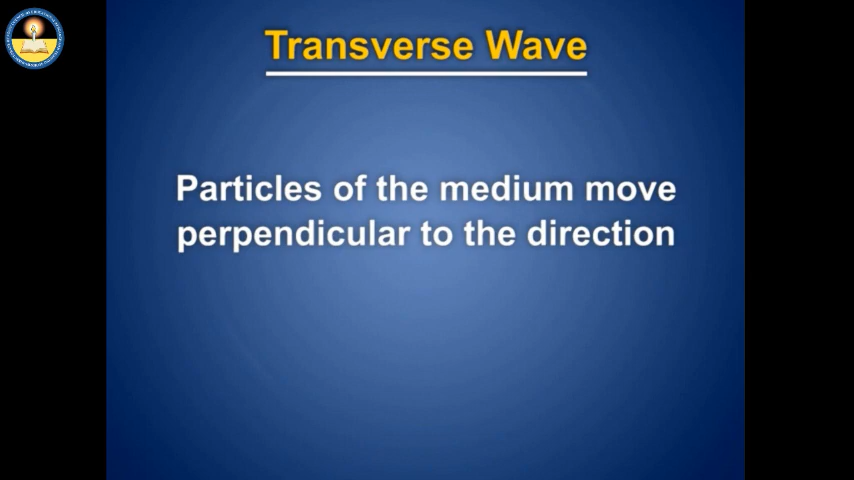 Transverse Wave
Particles of the medium move
perpendicular to the direction